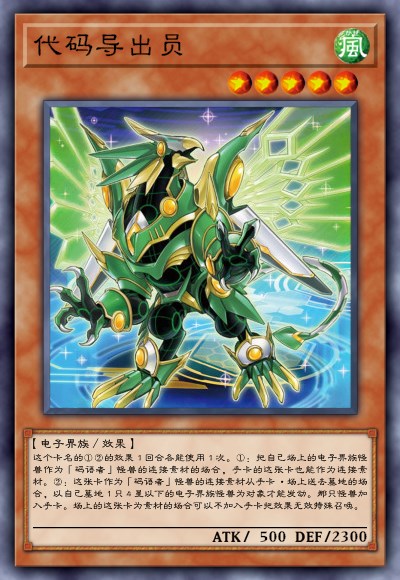 代码导出员
風
【电子界族／效果】
这个卡名的①②的效果1回合各能使用1次。①：把自己场上的电子界族怪
兽作为「码语者」怪兽的连接素材的场合，手卡的这张卡也能作为连接素
材。②：这张卡作为「码语者」怪兽的连接素材从手卡·场上送去墓地的场
合，以自己墓地1只4星以下的电子界族怪兽为对象才能发动。那只怪兽加
入手卡。场上的这张卡为素材的场合可以不加入手卡把效果无效特殊召唤。
ATK/ 500 DEF/2300